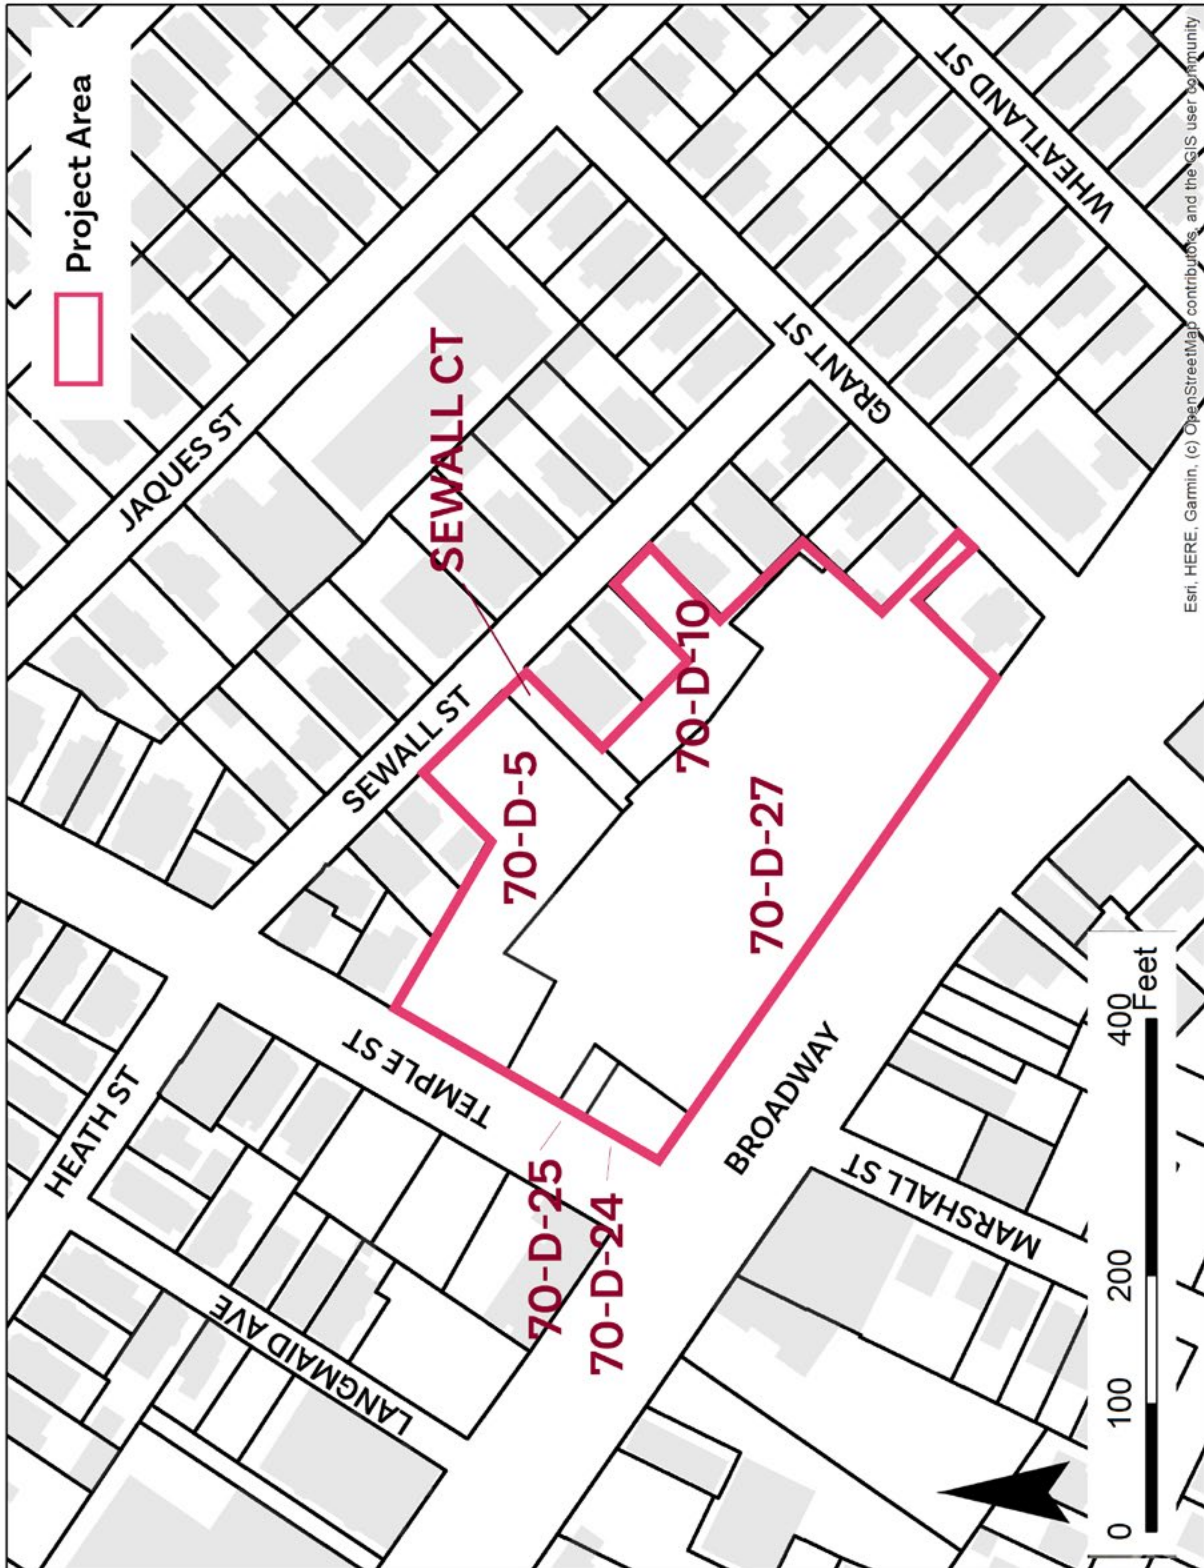 Project Area
JAQUES ST
SEWALL CT
WHEATLAND ST
GRANT ST
SEWALL ST
HEATH ST
TEMPLE ST
LANGMAID AVE
70-D-5
70-D-10
70-D-27
70-D-25
70-D-24
BROADWAY
MARSHALL ST
0 100 200 400
Feet
Esri, HERE, Garmin, (c) OpenStreetMap contributors, and the GIS user community